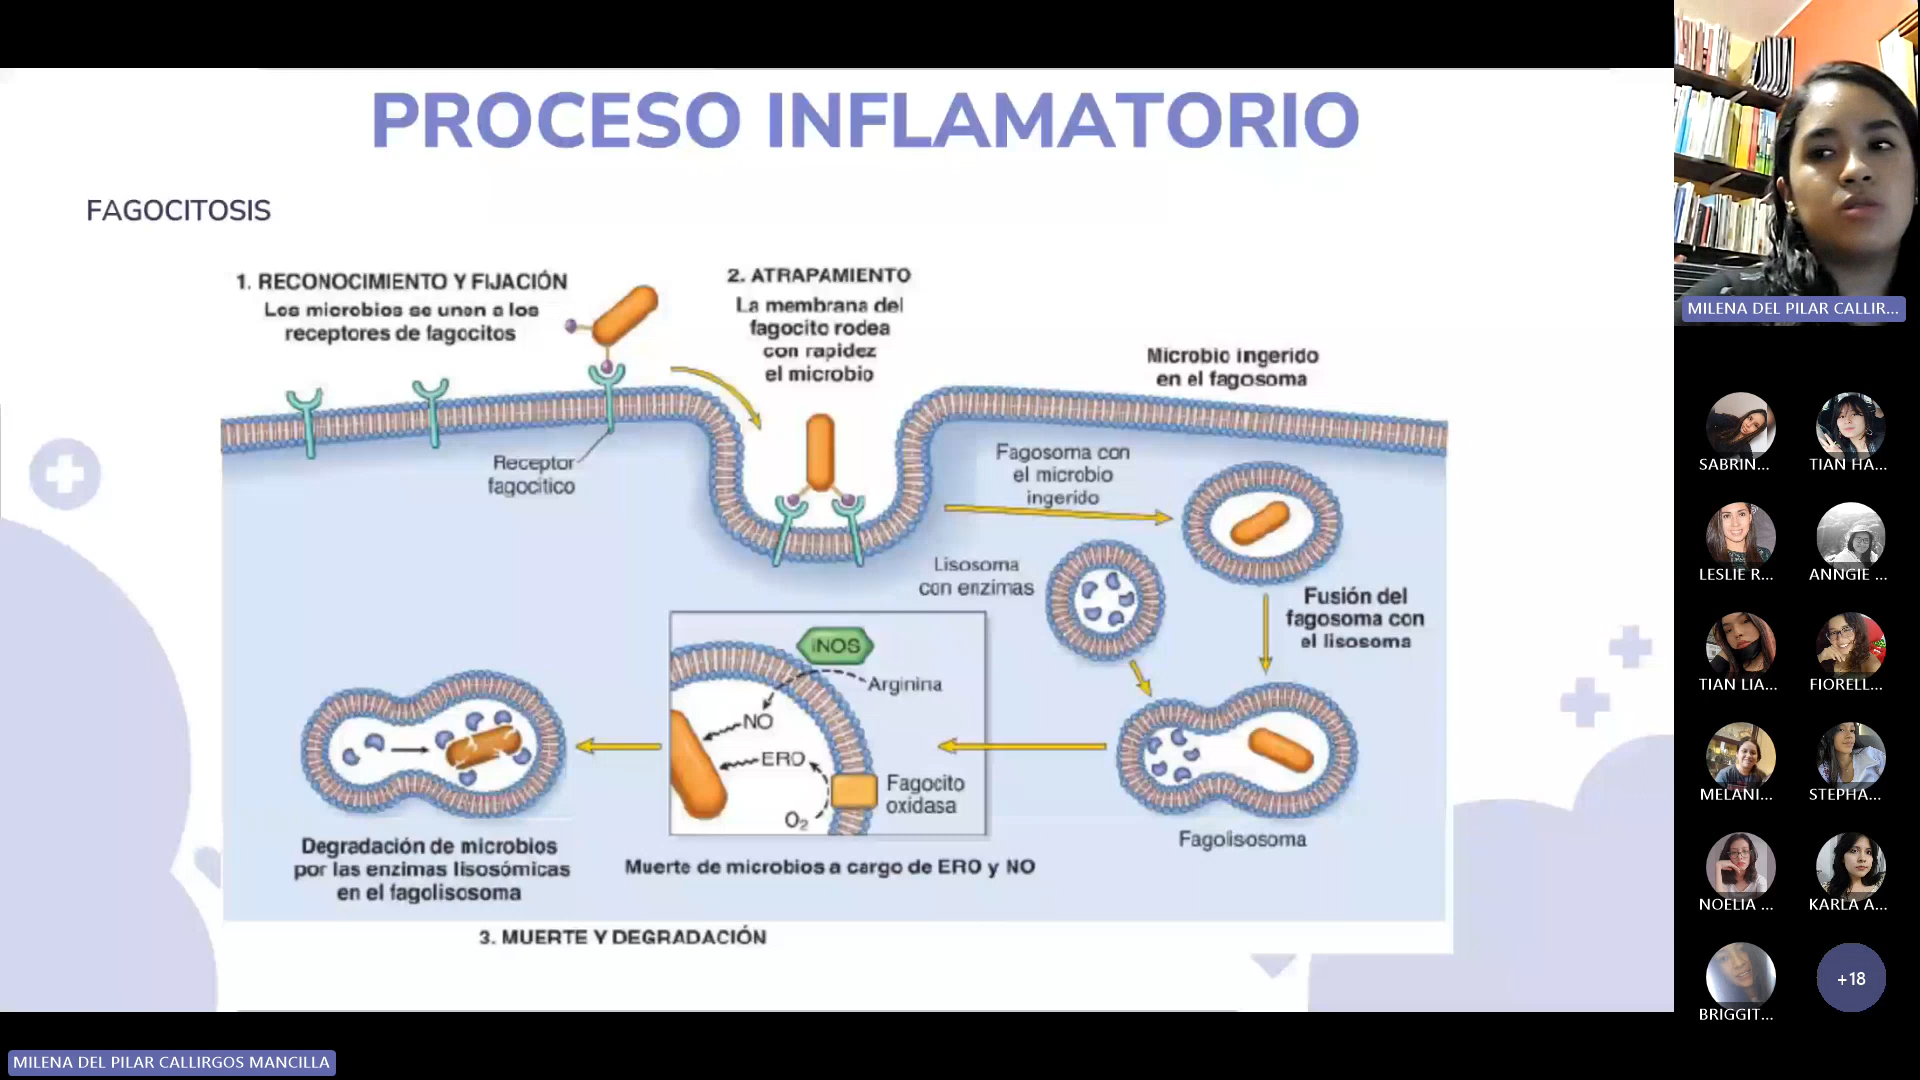 PROCESO INFLAMATORIO
FAGOCITOSIS
1. RECONOCIMIENTO Y FIJACIÓN
Los microbios se unen a los
receptores de fagocitos
2. ATRAPAMIENTO
La membrana del
fagocito rodea
con rapidez
el microbio
Microbio ingerido
en el fagosoma
Receptor
fagocítico
Fagosoma con
el microbio
ingerido
Lisosoma
con enzimas
Fusión del
fagosoma con
el lisosoma
iNOS
Arginina
NO
ERO
O₂
Fagocito
oxidasa
Fagolisosoma
Degradación de microbios
por las enzimas lisosómicas
en el fagolisosoma
Muerte de microbios a cargo de ERO y NO
3. MUERTE Y DEGRADACIÓN
MILENA DEL PILAR CALLIR...
SABRIN...
TIAN HA...
LESLIE R...
ANNGIE ...
TIAN LIA...
FIORELL...
MELANI...
STEPHA...
NOELIA ...
KARLA A...
BRIGGIT...
+18
MILENA DEL PILAR CALLIRGOS MANCILLA